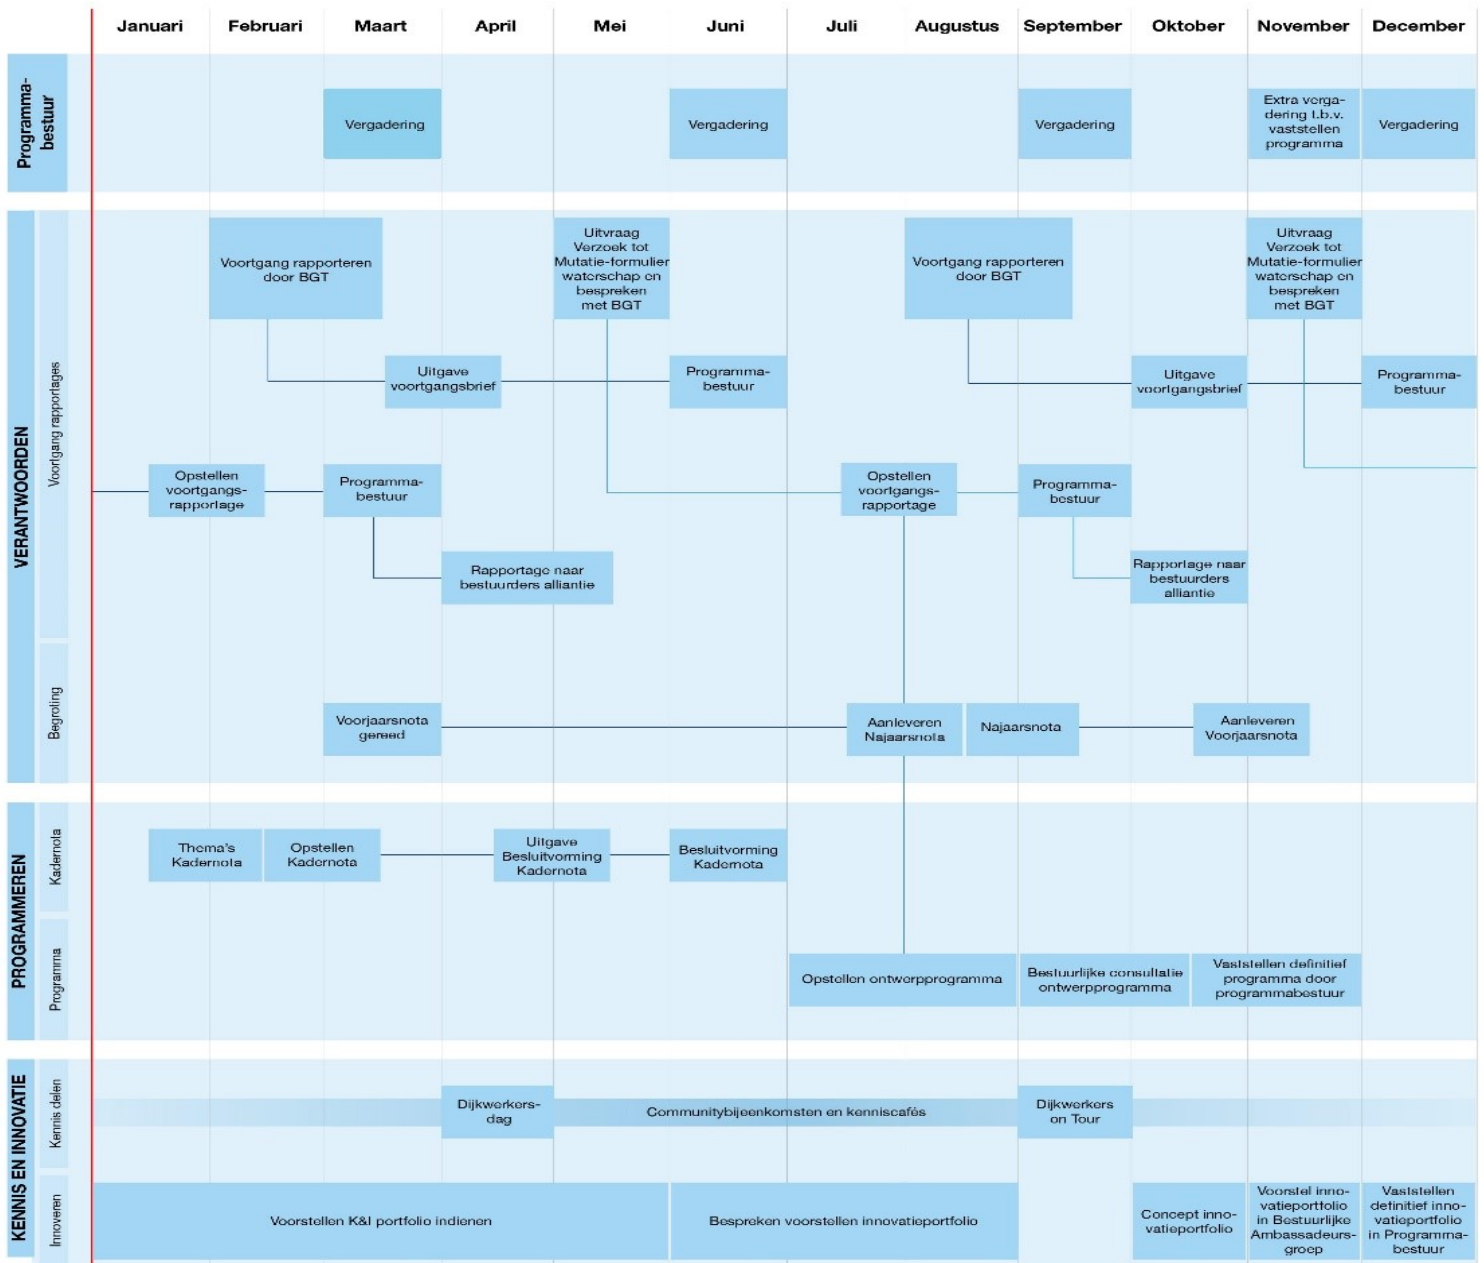 Januari
Februari
Maart
April
Mei
Juni
Juli
Augustus
September
Oktober
November
December
Programma-
bestuur
Vergadering
Vergadering
Vergadering
Extra verga-
dering t.b.v.
vaststellen
programma
Vergadering
VERANTWOORDEN
Voortgang rapportages
Voortgang rapporteren
door BGT
Uitvraag
Verzoek tot
Mutatie-formulier
waterschap en
bespreken
met BGT
Voortgang rapporteren
door BGT
Uitvraag
Verzoek tot
Mutatie-formulier
waterschap en
bespreken
met BGT
Uitgave
voortgangsbrief
Programma-
bestuur
Uitgave
voortgangsbrief
Programma-
bestuur
Opstellen
voortgangs-
rapportage
Programma-
bestuur
Opstellen
voortgangs-
rapportage
Programma-
bestuur
Rapportage naar
bestuurders alliantie
Rapportage naar
bestuurders
alliantie
Begroting
Voorjaarsnota
gereed
Aanleveren
Najaarsnota
Najaarsnota
Aanleveren
Voorjaarsnota
PROGRAMMEREN
Kadernota
Thema's
Kadernota
Opstellen
Kadernota
Uitgave
Besluitvorming
Kadernota
Besluitvorming
Kadernota
Programma
Opstellen ontwerpprogramma
Bestuurlijke consultatie
ontwerpprogramma
Vaststellen definitief
programma door
programmabestuur
KENNIS EN INNOVATIE
Kennis delen
Dijkwerkers-
dag
Communitybijeenkomsten en kenniscafés
Dijkwerkers
on Tour
Innoveren
Voorstellen K&I portfolio indienen
Bespreken voorstellen innovatieportfolio
Concept inno-
vatieportfolio
Voorstel inno-
vatieportfolio
in Bestuurlijke
Ambassadeurs-
groep
Vaststellen
definitief inno-
vatieportfolio
in Programma-
bestuur